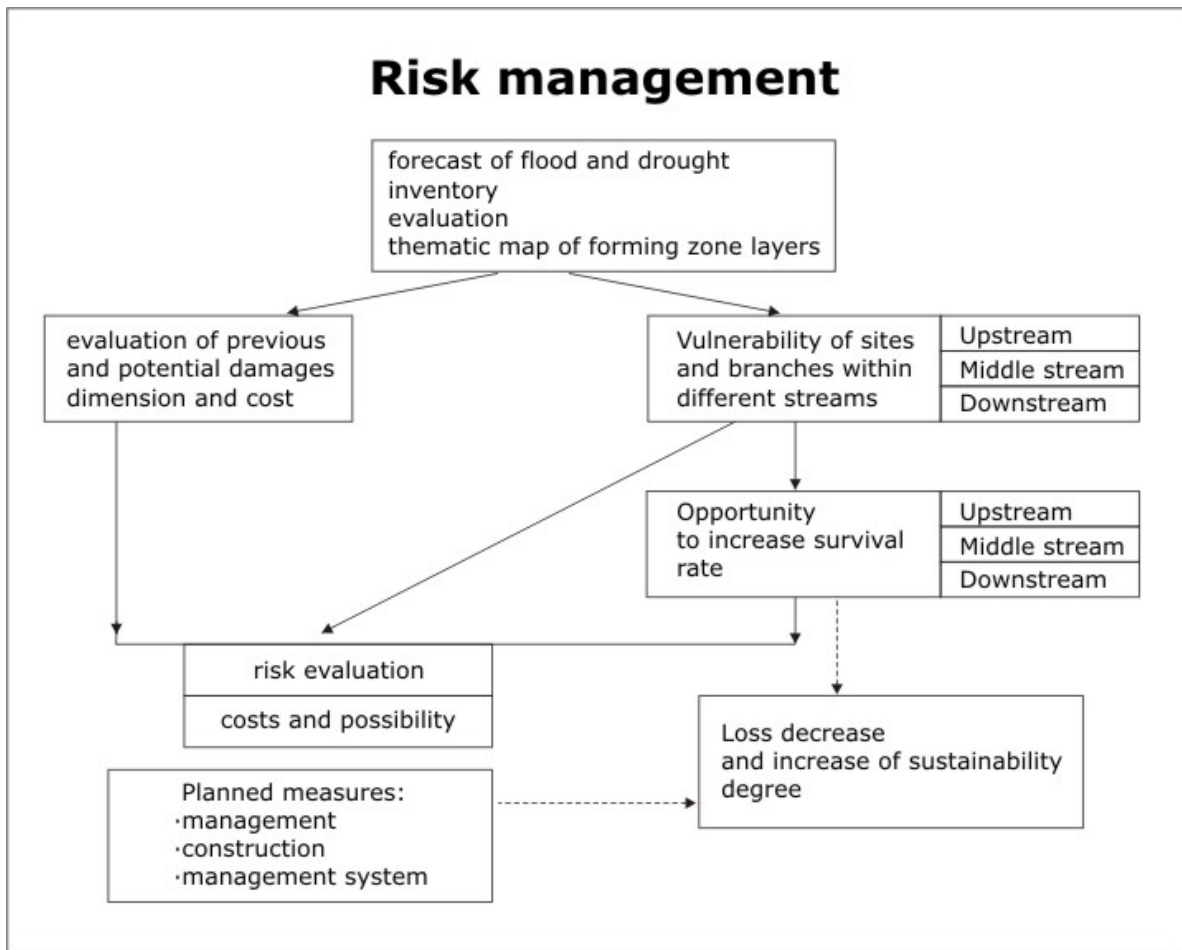 Risk management
forecast of flood and drought
inventory
evaluation
thematic map of forming zone layers
evaluation of previous
and potential damages
dimension and cost
Vulnerability of sites
and branches within
different streams
Upstream
Middle stream
Downstream
Opportunity
to increase survival
rate
Upstream
Middle stream
Downstream
risk evaluation
costs and possibility
Loss decrease
and increase of sustainability
degree
Planned measures:
·management
·construction
·management system